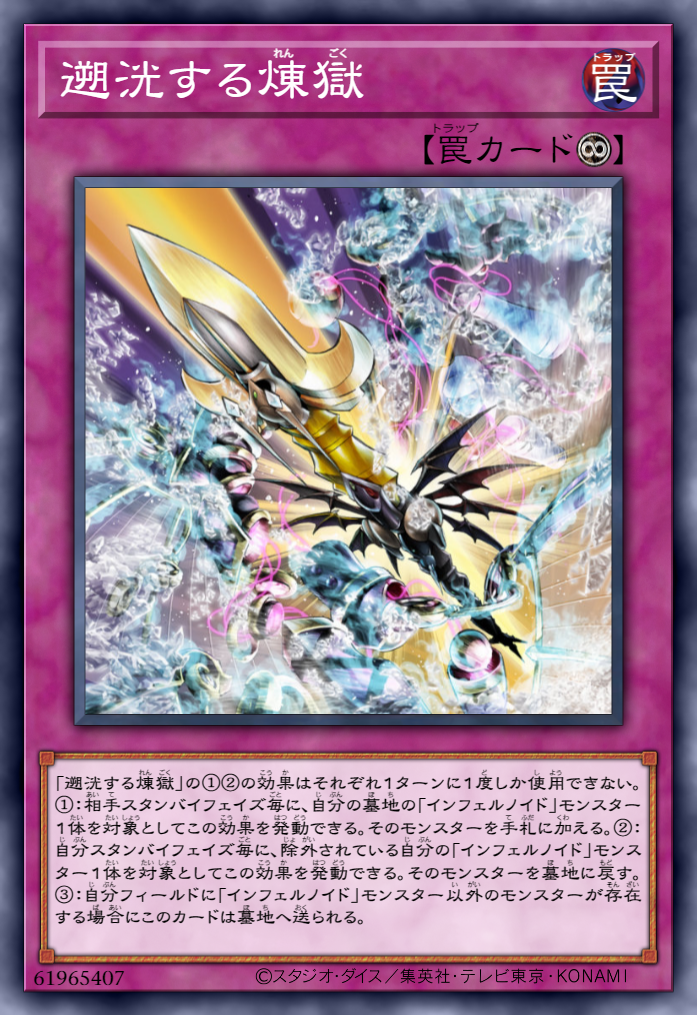 遡洸する煉獄
罠
【罠カード】
「遡洸する煉獄」の①②の効果はそれぞれ1ターンに1度しか使用できない。
①:相手スタンバイフェイズ毎に、自分の墓地の「インフェルノイド」モンスター
1体を対象としてこの効果を発動できる。そのモンスターを手札に加える。②:
自分スタンバイフェイズ毎に、除外されている自分の「インフェルノイド」モンス
ター1体を対象としてこの効果を発動できる。そのモンスターを墓地に戻す。
③:自分フィールドに「インフェルノイド」モンスター以外のモンスターが存在
する場合にこのカードは墓地へ送られる。
61965407 ©スタジオ・ダイス/集英社・テレビ東京・KONAMI